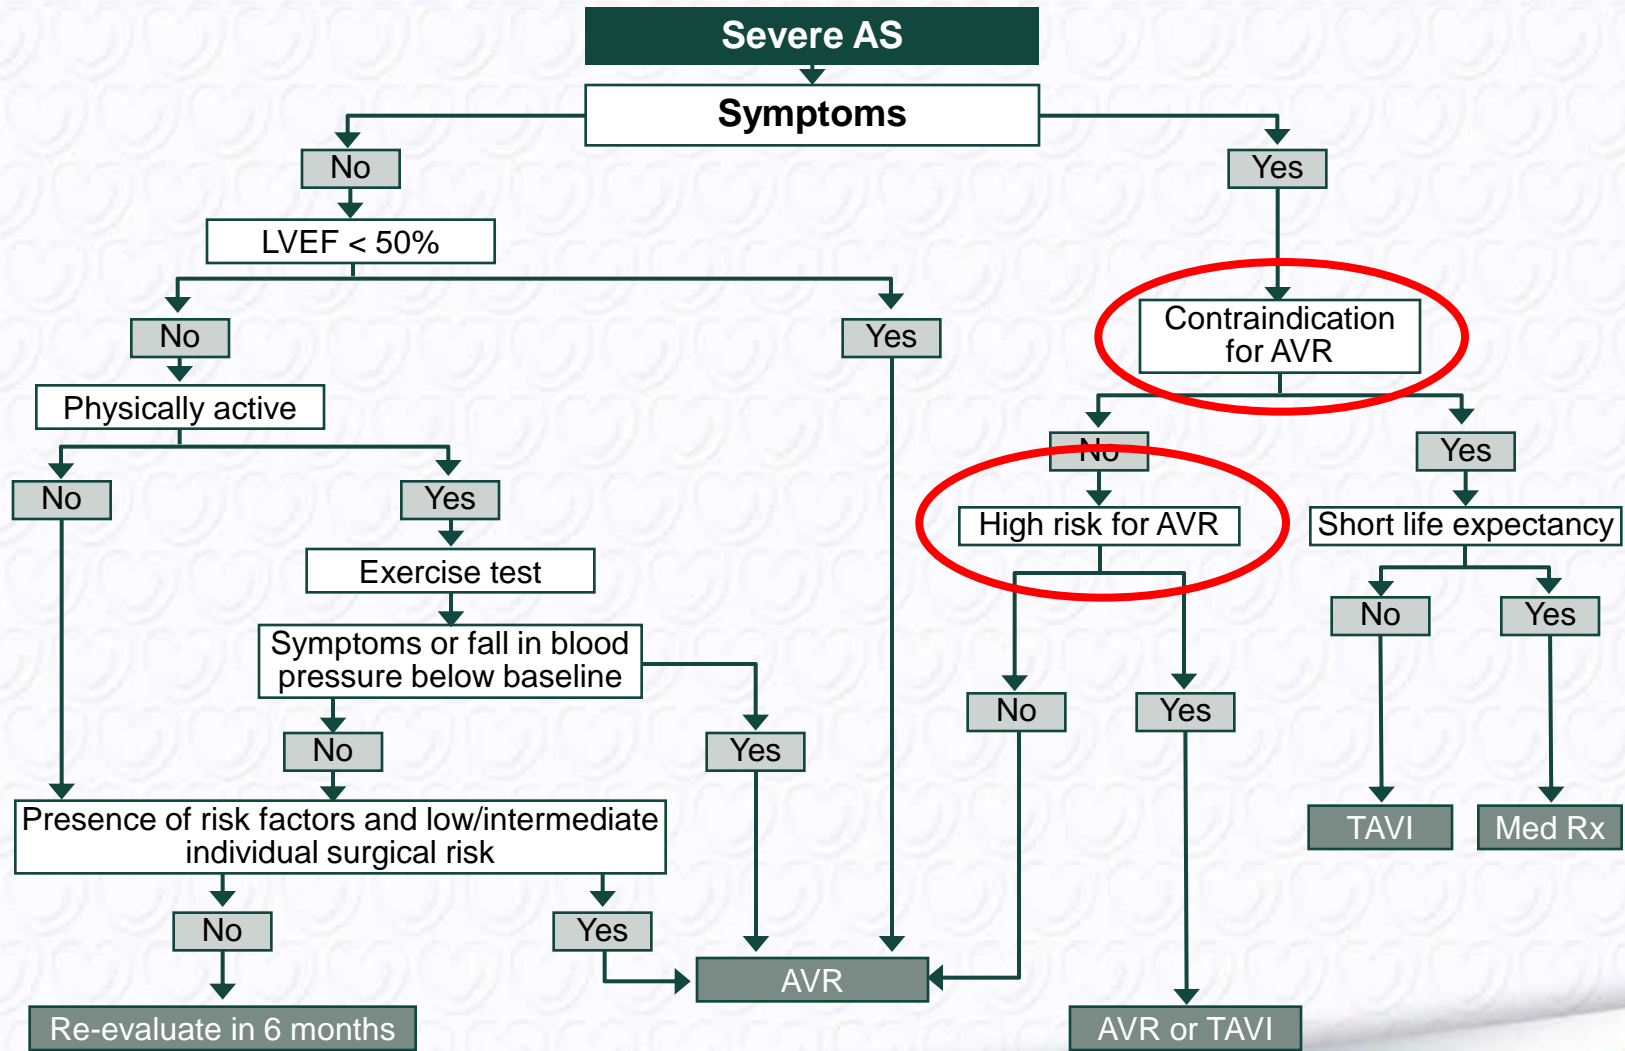 Severe AS
Symptoms
No
Yes
LVEF < 50%
No
Yes
Contraindication
for AVR
Physically active
No
Yes
No
Yes
High risk for AVR
Short life expectancy
Exercise test
No
Yes
Symptoms or fall in blood
pressure below baseline
No
Yes
No
Yes
Presence of risk factors and low/intermediate
individual surgical risk
TAVI
Med Rx
No
Yes
AVR
Re-evaluate in 6 months
AVR or TAVI